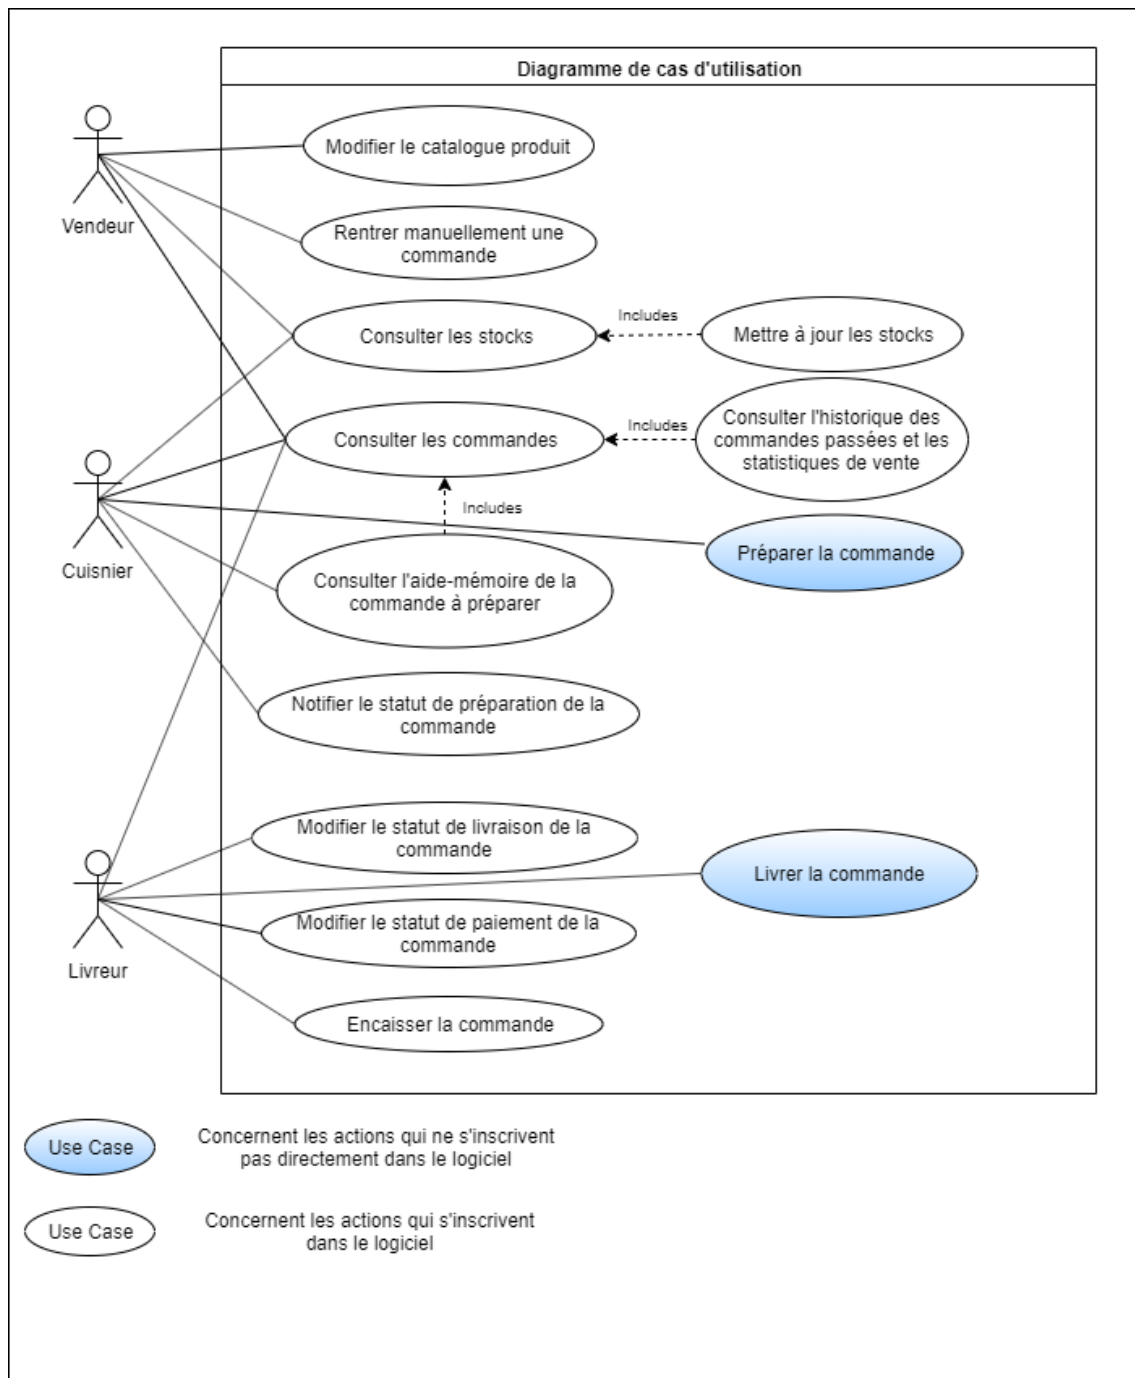 Diagramme de cas d'utilisation
Modifier le catalogue produit
Vendeur
Rentrer manuellement une
commande
Includes
Consulter les stocks
Mettre à jour les stocks
Consulter les commandes
Includes
Consulter l'historique des
commandes passées et les
statistiques de vente
Includes
Cuisnier
Préparer la commande
Consulter l'aide-mémoire de la
commande à préparer
Notifier le statut de préparation de la
commande
Modifier le statut de livraison de la
commande
Livrer la commande
Modifier le statut de paiement de la
commande
Livreur
Encaisser la commande
Use Case
Concernent les actions qui ne s'inscrivent
pas directement dans le logiciel
Use Case
Concernent les actions qui s'inscrivent
dans le logiciel